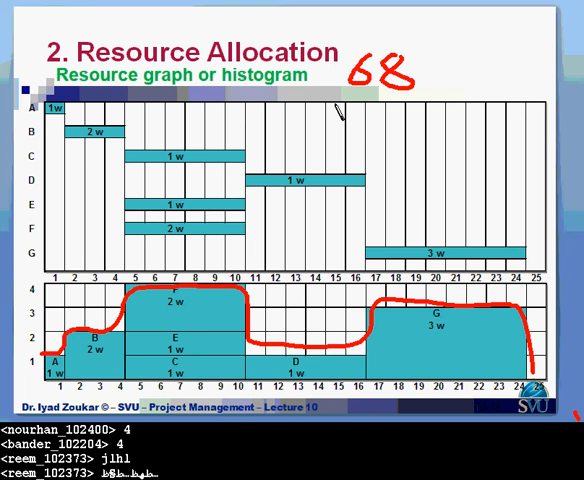 2. Resource Allocation
Resource graph or histogram
68
A 1w
B 2 w
C 1 w
D 1 w
E 1 w
F 2 w
G 3 w
1 2 3 4 5 6 7 8 9 10 11 12 13 14 15 16 17 18 19 20 21 22 23 24 25
4 F
2 w
3 G
3 w
2 B E
2 w 1 w
1 A C D
1 w 1 w 1 w
1 2 3 4 5 6 7 8 9 10 11 12 13 14 15 16 17 18 19 20 21 22 23 24 25
Dr. Iyad Zoukar © – SVU – Project Management – Lecture 10
SVU
<nourhan_102400> 4
<bander_102204> 4
<reem_102373> jlhl
<reem_102373>